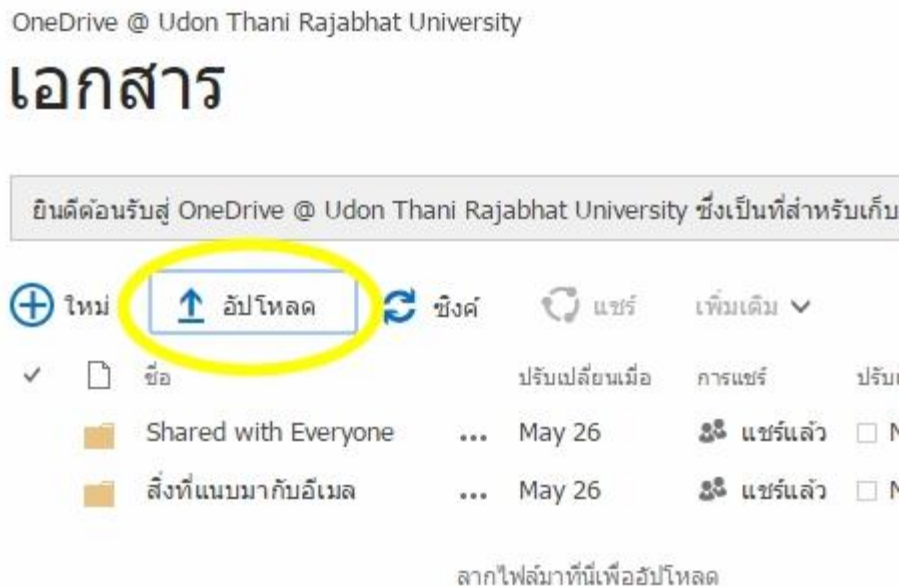 OneDrive @ Udon Thani Rajabhat University
เอกสาร
ยินดีต้อนรับสู่ OneDrive @ Udon Thani Rajabhat University ซึ่งเป็นที่สำหรับเก็บ
ใหม่ อัปโหลด ซิงค์ แชร์ เพิ่มเติม
ชื่อ ปรับเปลี่ยนเมื่อ การแชร์
Shared with Everyone ... May 26 แชร์แล้ว
สิ่งที่แนบมากับอีเมล ... May 26 แชร์แล้ว
ลากไฟล์มาที่นี่เพื่ออัปโหลด